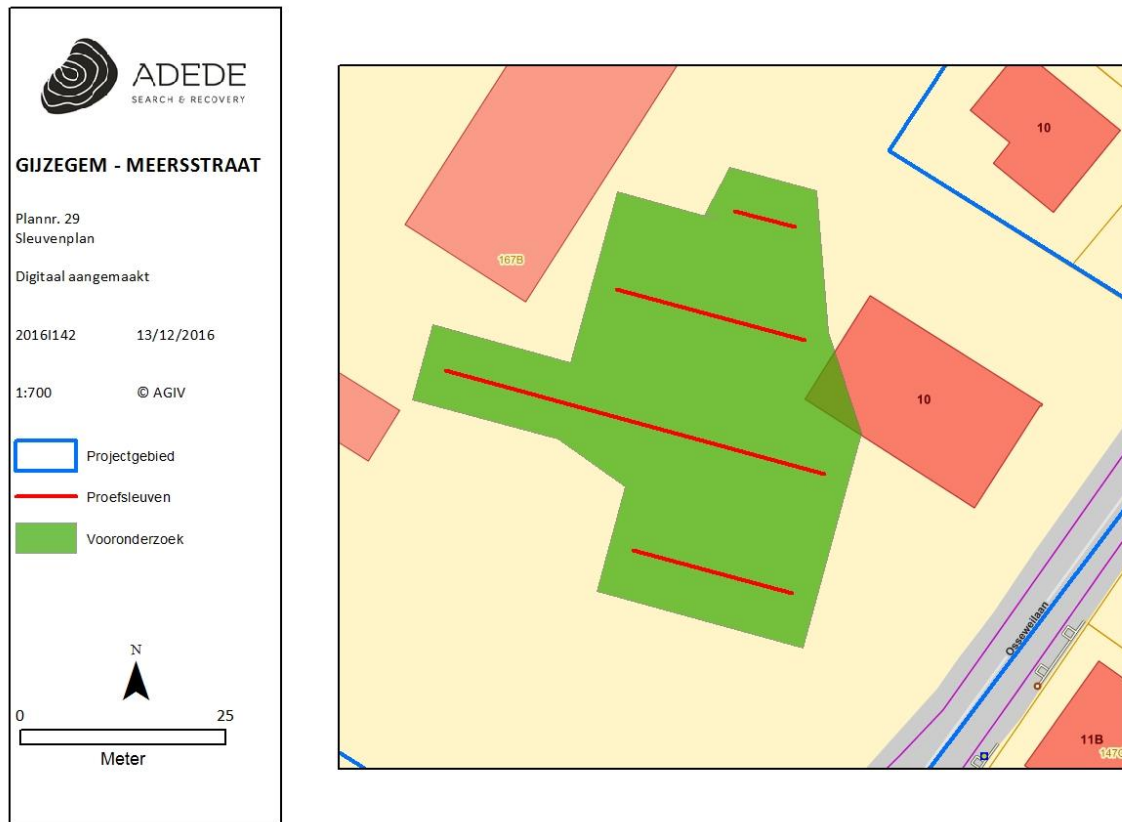 ADEDE
SEARCH & RECOVERY
GIJZEGEM - MEERSSTRAAT
Plannr. 29
Sleuvenplan
Digitaal aangemaakt
2016I142 13/12/2016
1:700 © AGIV
Projectgebied
Proefsleuven
Vooronderzoek
N
0 25
Meter
10
167B
10
Osseweilaan
11B